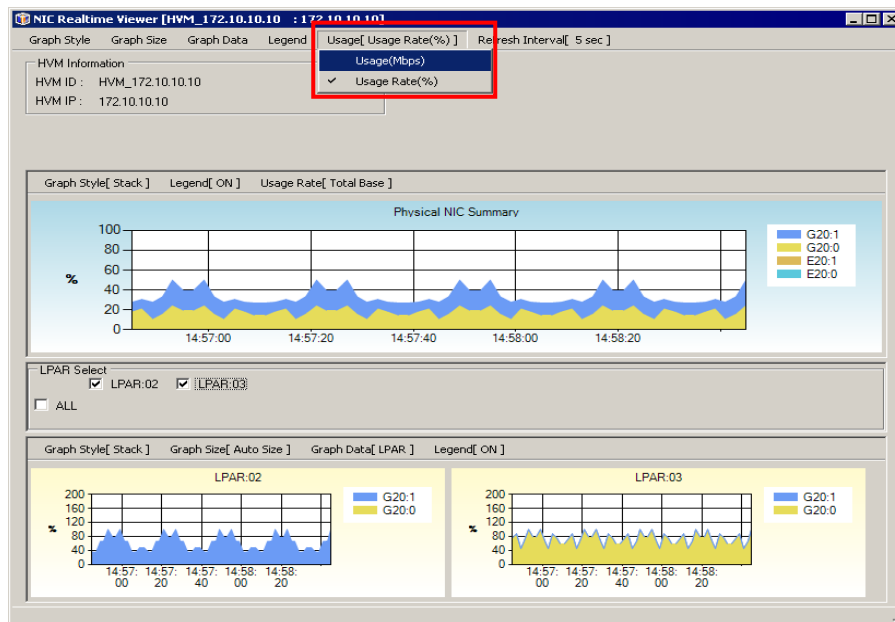 NIC Realtime Viewer [HVM_172.10.10.10 : 172.10.10.10]
Graph Style Graph Size Graph Data Legend Usage[ Usage Rate(%) ] Refresh Interval[ 5 sec ]
Usage(Mbps)
✓ Usage Rate(%)
HVM Information
HVM ID : HVM_172.10.10.10
HVM IP : 172.10.10.10
Graph Style[ Stack ] Legend[ ON ] Usage Rate[ Total Base ]
Physical NIC Summary
100
80
60
40
20
0
%
14:57:00 14:57:20 14:57:40 14:58:00 14:58:20
G20:1
G20:0
E20:1
E20:0
LPAR Select
LPAR:02 LPAR:03
ALL
Graph Style[ Stack ] Graph Size[ Auto Size ] Graph Data[ LPAR ] Legend[ ON ]
LPAR:02
200
160
120
80
40
0
%
14:57: 14:57: 14:57: 14:58: 14:58:
00 20 40 00 20
G20:1
G20:0
LPAR:03
200
160
120
80
40
0
%
14:57: 14:57: 14:57: 14:58: 14:58:
00 20 40 00 20
G20:1
G20:0